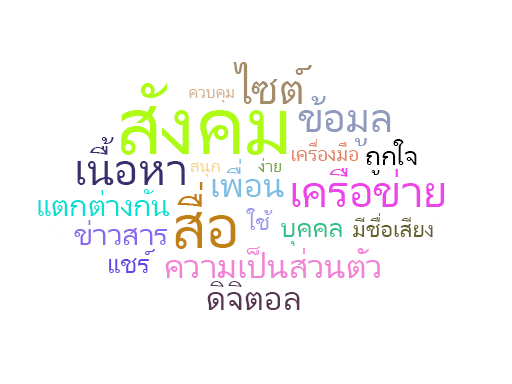 ควบคุม ไซต์
สังคม ข้อมูล
เครื่องมือ ถูกใจ
เนื้อหา สนุก ง่าย
เพื่อน เครือข่าย
แตกต่างกัน สื่อ ใช้ บุคคล มีชื่อเสียง
ข่าวสาร
แชร์ ความเป็นส่วนตัว
ดิจิตอล